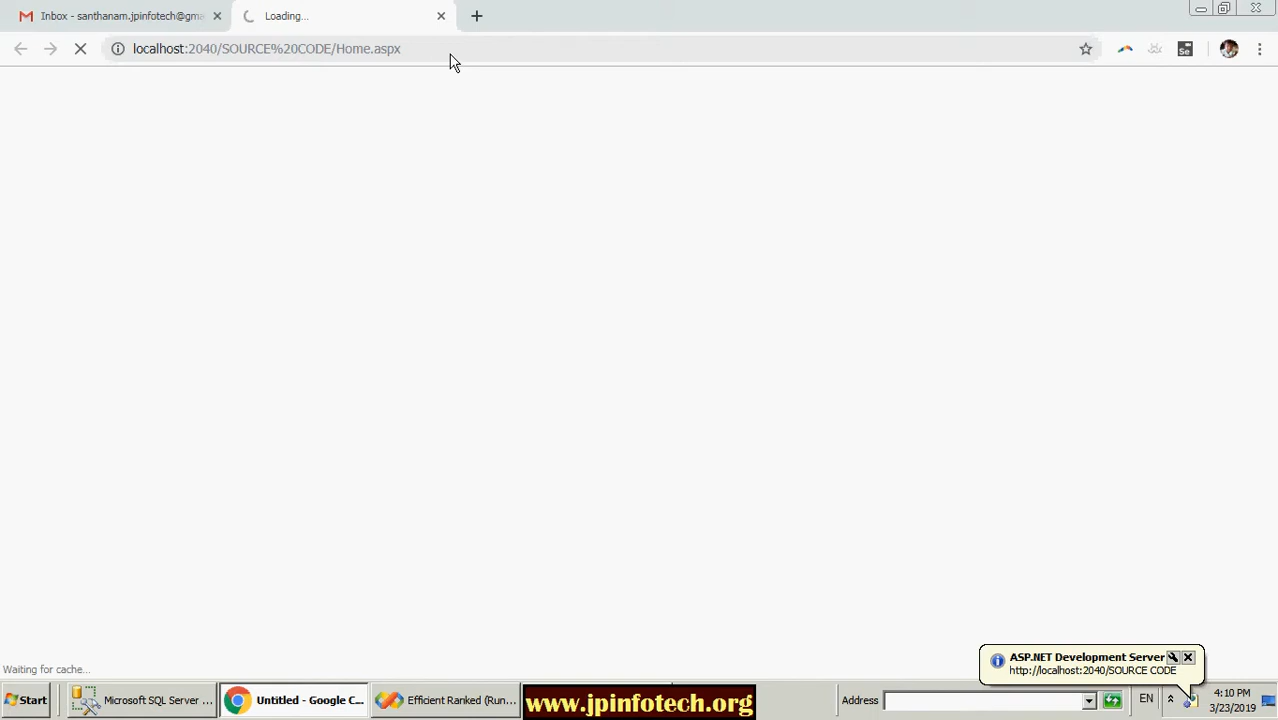 Inbox - santhanam.jpinfotech@gma
Loading...
localhost:2040/SOURCE%20CODE/Home.aspx
Se
Waiting for cache...
ASP.NET Development Server
http://localhost:2040/SOURCE CODE
Start
Microsoft SQL Server ...
Untitled - Google C...
Efficient Ranked (Run...
www.jpinfotech.org
Address
EN
4:10 PM
3/23/2019